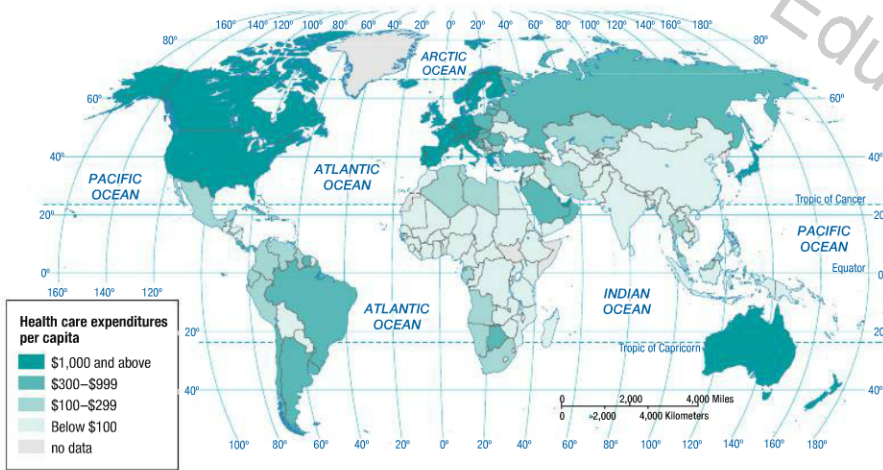 Edu
160° 140° 120° 100° 80° 60° 40° 20° 0° 20° 40° 60° 80° 100° 120° 140° 160° 180°
80° 80°
ARCTIC
OCEAN
60° 60°
40° 40°
PACIFIC
OCEAN
ATLANTIC
OCEAN
Tropic of Cancer
20° 20
PACIFIC
OCEAN
Equator
0° 0° 0
160° 140° 120°
INDIAN
OCEAN
ATLANTIC
OCEAN
Health care expenditures
per capita
$1,000 and above
$300–$999
$100–$299
Below $100
no data
20° 20
Tropic of Capricorn
40° 40°
0 2,000 4,000 Miles
0 2,000 4,000 Kilometers
100° 80° 60° 40° 20° 0° 20° 40° 60° 80° 100° 120° 140° 160° 180°